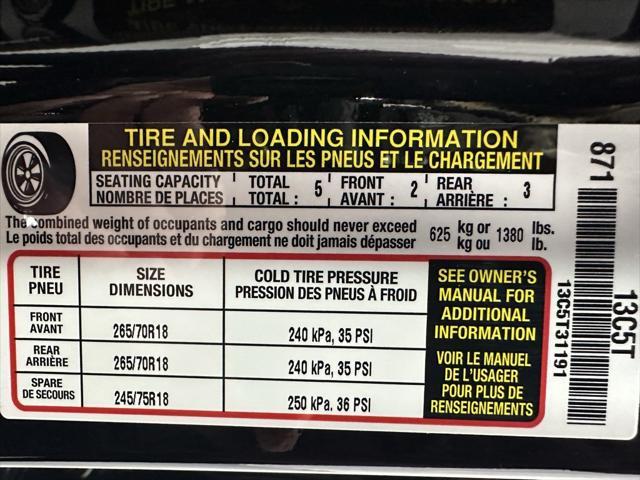 TIRE AND LOADING INFORMATION
RENSEIGNEMENTS SUR LES PNEUS ET LE CHARGEMENT
SEATING CAPACITY TOTAL 5 FRONT 2 REAR 3
NOMBRE DE PLACES TOTAL : AVANT : ARRIÈRE :
The combined weight of occupants and cargo should never exceed 625 kg or 1380 lbs.
Le poids total des occupants et du chargement ne doit jamais dépasser kg ou lb.
TIRE SIZE COLD TIRE PRESSURE
PNEU DIMENSIONS PRESSION DES PNEUS À FROID
FRONT
AVANT 265/70R18 240 kPa, 35 PSI
REAR
ARRIÈRE 265/70R18 240 kPa, 35 PSI
SPARE
DE SECOURS 245/75R18 250 kPa. 36 PSI
SEE OWNER'S
MANUAL FOR
ADDITIONAL
INFORMATION
VOIR LE MANUEL
DE L'USAGER
POUR PLUS DE
RENSEIGNEMENTS
871
13C5T31191
13C5T